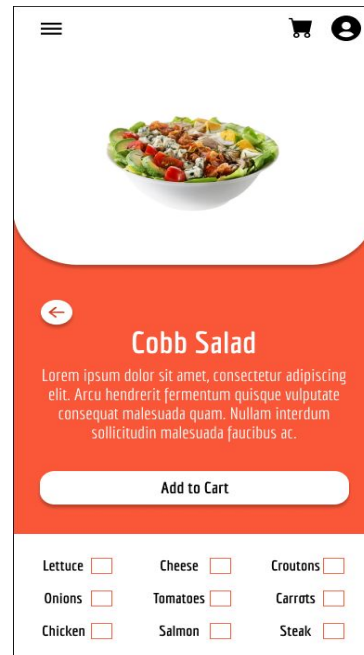 Cobb Salad
Lorem ipsum dolor sit amet, consectetur adipiscing
elit. Arcu hendrerit fermentum quisque vulputate
consequat malesuada quam. Nullam interdum
sollicitudin malesuada faucibus ac.
Add to Cart
Lettuce Cheese Croutons
Onions Tomatoes Carrots
Chicken Salmon Steak